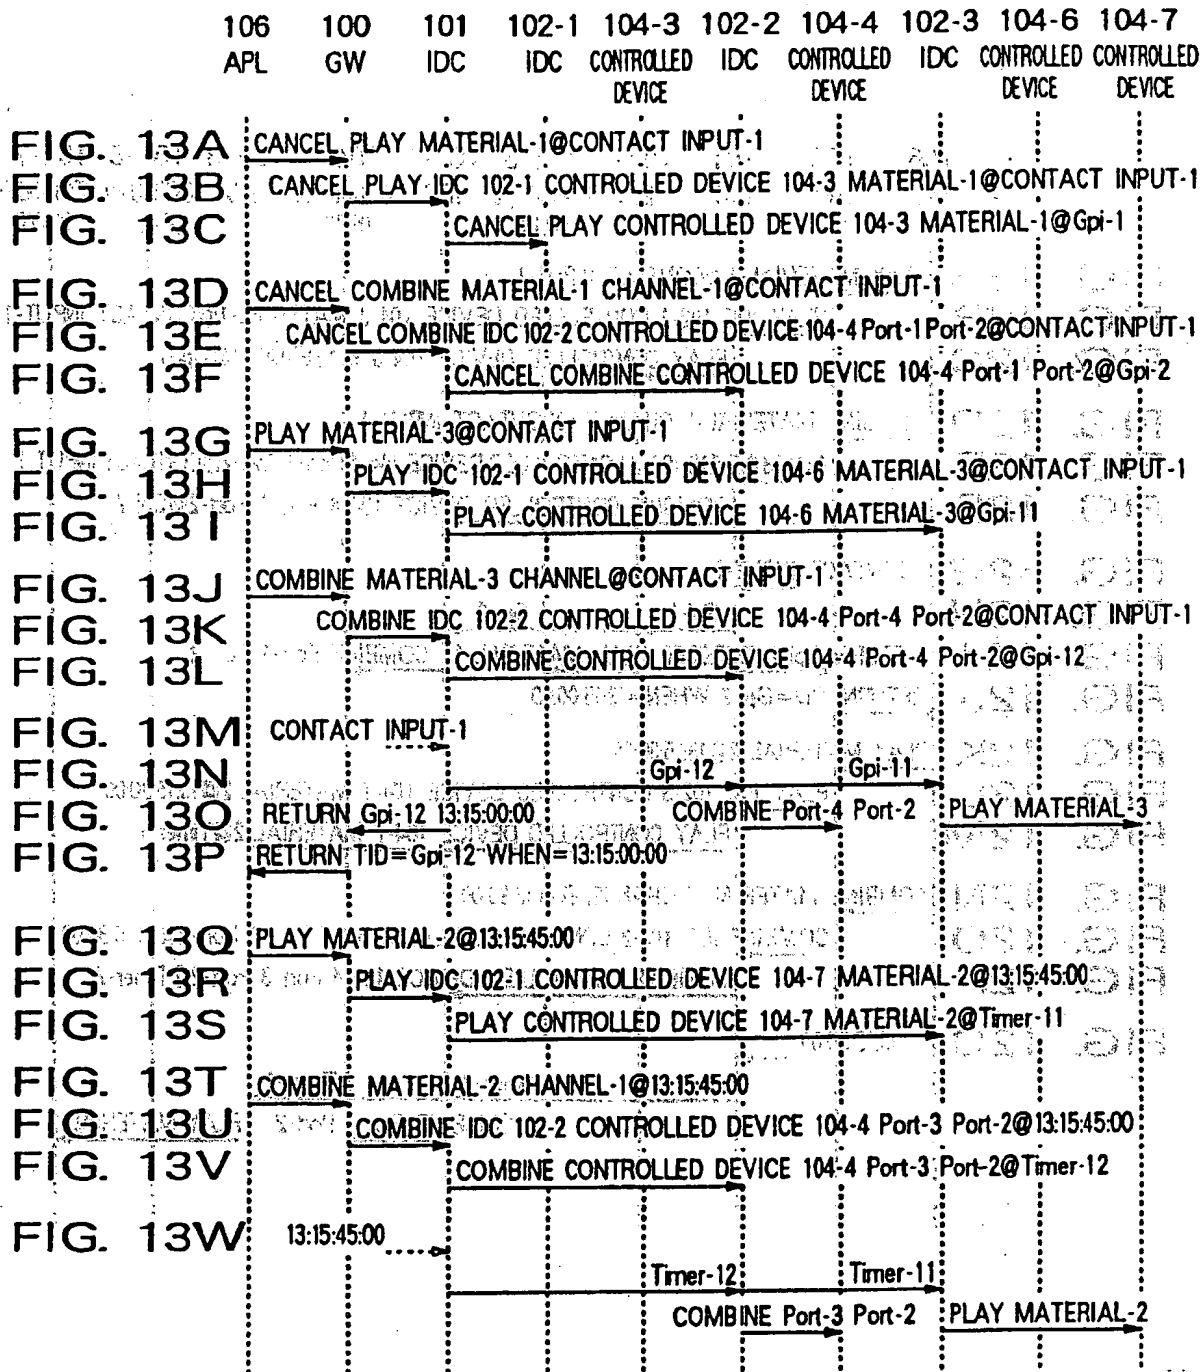 106 100 101 102-1 104-3 102-2 104-4 102-3 104-6 104-7
APL GW IDC IDC CONTROLLED DEVICE IDC CONTROLLED DEVICE IDC CONTROLLED DEVICE CONTROLLED DEVICE
FIG. 13A CANCEL PLAY MATERIAL-1@CONTACT INPUT-1
FIG. 13B CANCEL PLAY IDC 102-1 CONTROLLED DEVICE 104-3 MATERIAL-1@CONTACT INPUT-1
FIG. 13C CANCEL PLAY CONTROLLED DEVICE 104-3 MATERIAL-1@Gpi-1
FIG. 13D CANCEL COMBINE MATERIAL-1 CHANNEL-1@CONTACT INPUT-1
FIG. 13E CANCEL COMBINE IDC 102-2 CONTROLLED DEVICE 104-4 Port-1 Port-2@CONTACT INPUT-1
FIG. 13F CANCEL COMBINE CONTROLLED DEVICE 104-4 Port-1 Port-2@Gpi-2
FIG. 13G PLAY MATERIAL-3@CONTACT INPUT-1
FIG. 13H PLAY IDC 102-1 CONTROLLED DEVICE 104-6 MATERIAL-3@CONTACT INPUT-1
FIG. 13I PLAY CONTROLLED DEVICE 104-6 MATERIAL-3@Gpi-11
FIG. 13J COMBINE MATERIAL-3 CHANNEL@CONTACT INPUT-1
FIG. 13K COMBINE IDC 102-2 CONTROLLED DEVICE 104-4 Port-4 Port-2@CONTACT INPUT-1
FIG. 13L COMBINE CONTROLLED DEVICE 104-4 Port-4 Port-2@Gpi-12
FIG. 13M CONTACT INPUT-1
FIG. 13N Gpi-12 Gpi-11
FIG. 13O RETURN Gpi-12 13:15:00:00 COMBINE Port-4 Port-2 PLAY MATERIAL-3
FIG. 13P RETURN TID=Gpi-12 WHEN=13:15:00:00
FIG. 13Q PLAY MATERIAL-2@13:15:45:00
FIG. 13R PLAY IDC 102-1 CONTROLLED DEVICE 104-7 MATERIAL-2@13:15:45:00
FIG. 13S PLAY CONTROLLED DEVICE 104-7 MATERIAL-2@Timer-11
FIG. 13T COMBINE MATERIAL-2 CHANNEL-1@13:15:45:00
FIG. 13U COMBINE IDC 102-2 CONTROLLED DEVICE 104-4 Port-3 Port-2@13:15:45:00
FIG. 13V COMBINE CONTROLLED DEVICE 104-4 Port-3 Port-2@Timer-12
FIG. 13W 13:15:45:00
Timer-12 Timer-11
COMBINE Port-3 Port-2 PLAY MATERIAL-2